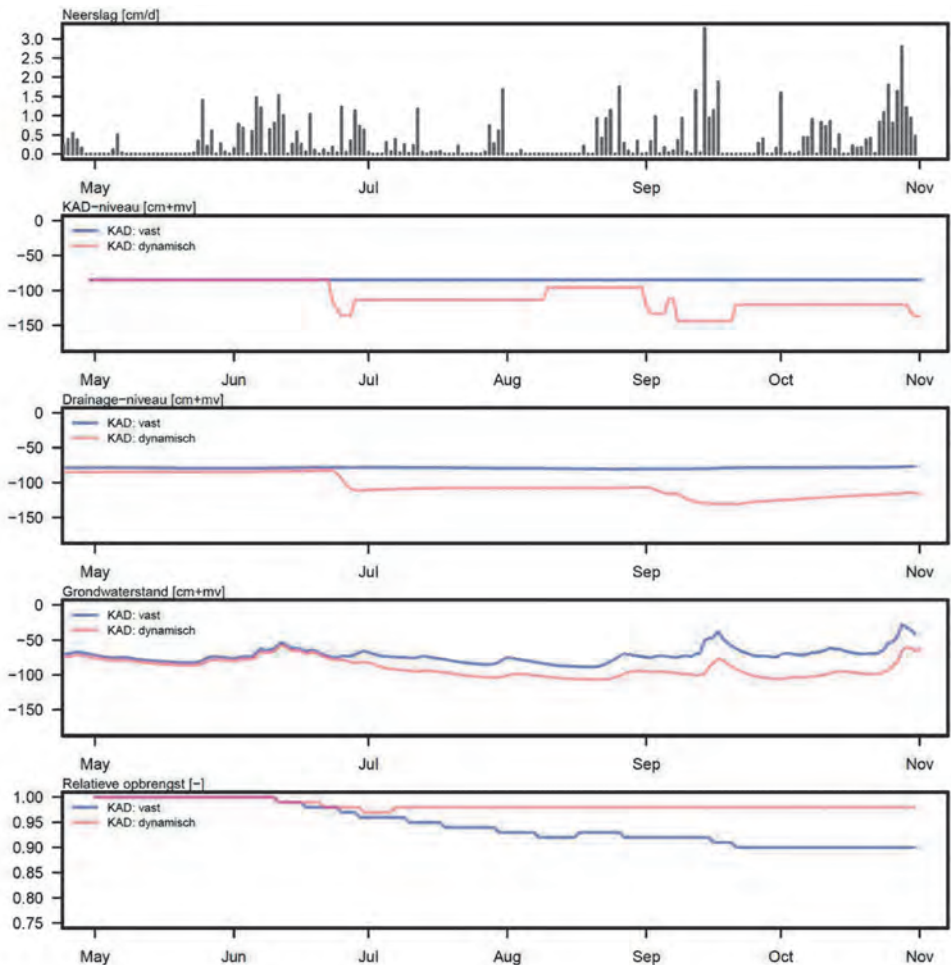 Neerslag [cm/d]
3.0
2.5
2.0
1.5
1.0
0.5
0.0
May Jul Sep Nov
KAD-niveau [cm+mv]
0
-50
-100
-150
KAD: vast
KAD: dynamisch
May Jun Jul Aug Sep Oct Nov
Drainage-niveau [cm+mv]
0
-50
-100
-150
KAD: vast
KAD: dynamisch
May Jul Sep Nov
Grondwaterstand [cm+mv]
0
-50
-100
-150
KAD: vast
KAD: dynamisch
May Jul Sep Nov
Relatieve opbrengst [-]
1.00
0.95
0.90
0.85
0.80
0.75
KAD: vast
KAD: dynamisch
May Jun Jul Aug Sep Oct Nov